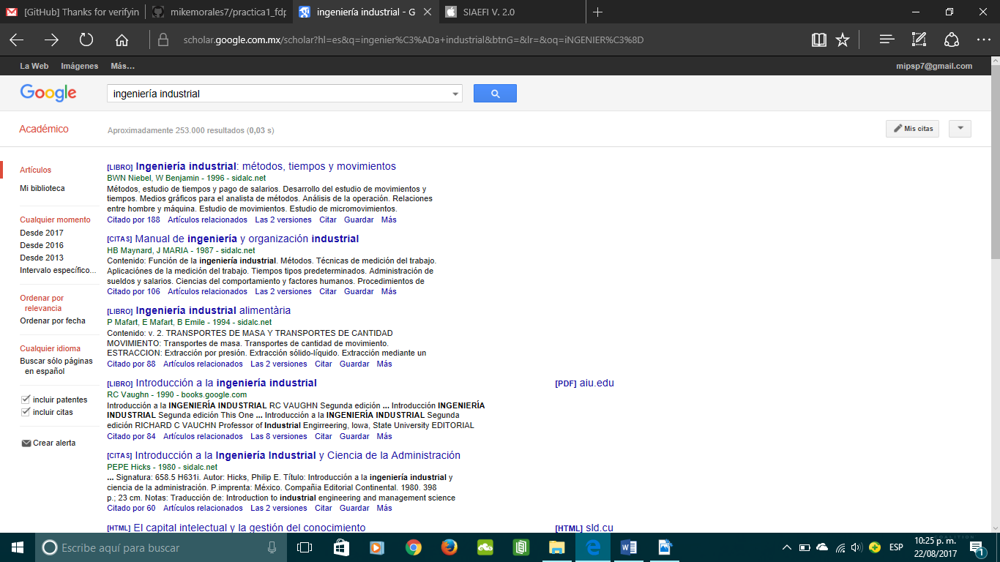 [GitHub] Thanks for verifyin
mikemorales7/practica1_fdp
ingeniería industrial - G
SIAEFI V. 2.0
scholar.google.com.mx/scholar?hl=es&q=ingenier%C3%ADa+industrial&btnG=&lr=&oq=iNGENIER%C3%8D
La Web Imágenes Más… mipsp7@gmail.com
Google
ingeniería industrial
Académico
Aproximadamente 253.000 resultados (0,03 s)
Mis citas
Artículos
Mi biblioteca
Cualquier momento
Desde 2017
Desde 2016
Desde 2013
Intervalo específico...
Ordenar por
relevancia
Ordenar por fecha
Cualquier idioma
Buscar sólo páginas
en español
incluir patentes
incluir citas
Crear alerta
[LIBRO] Ingeniería industrial: métodos, tiempos y movimientos
BWN Niebel, W Benjamin - 1996 - sidalc.net
Métodos, estudio de tiempos y pago de salarios. Desarrollo del estudio de movimientos y
tiempos. Medios gráficos para el analista de métodos. Análisis de la operación. Relaciones
entre hombre y máquina. Estudio de movimientos. Estudio de micromovimientos.
Citado por 188 Artículos relacionados Las 2 versiones Citar Guardar Más
[CITAS] Manual de ingeniería y organización industrial
HB Maynard, J MARIA - 1987 - sidalc.net
Contenido: Función de la ingeniería industrial. Métodos. Técnicas de medición del trabajo.
Aplicaciónes de la medición del trabajo. Tiempos tipos predeterminados. Administración de
sueldos y salarios. Ciencias del comportamiento y factores humanos. Procedimientos de
Citado por 106 Artículos relacionados Las 2 versiones Citar Guardar Más
[LIBRO] Ingeniería industrial alimentària
P Mafart, E Mafart, B Emile - 1994 - sidalc.net
Contenido: v. 2. TRANSPORTES DE MASA Y TRANSPORTES DE CANTIDAD
MOVIMIENTO: Transportes de masa. Transportes de cantidad de movimiento.
ESTRACCION: Extracción por presión. Extracción sólido-líquido. Extracción mediante un
Citado por 88 Artículos relacionados Las 2 versiones Citar Guardar Más
[LIBRO] Introducción a la ingeniería industrial
[PDF] aiu.edu
RC Vaughn - 1990 - books.google.com
Introducción a la INGENIERÍA INDUSTRIAL RC VAUGHN Segunda edición ... Introducción INGENIERÍA
INDUSTRIAL Segunda edición This One ... Introducción a la INGENIERÍA INDUSTRIAL Segunda
edición RICHARD C VAUCHN Professor of Industrial Engirreering, lowa, State University EDITORIAL
Citado por 84 Artículos relacionados Las 8 versiones Citar Guardar Más
[CITAS] Introducción a la Ingeniería Industrial y Ciencia de la Administración
PEPE Hicks - 1980 - sidalc.net
... Signatura: 658.5 H631i. Autor: Hicks, Philip E. Título: Introducción a la ingeniería industrial y
ciencia de la administración. P.imprenta: México. Compañia Editorial Continental. 1980. 398
p.; 23 cm. Notas: Traducción de: Introduction to industrial engineering and management science
Citado por 60 Artículos relacionados Las 2 versiones Citar Guardar Más
[HTML] El capital intelectual y la gestión del conocimiento
[HTML] sld.cu
Escribe aquí para buscar
ESP
10:25 p. m.
22/08/2017
1